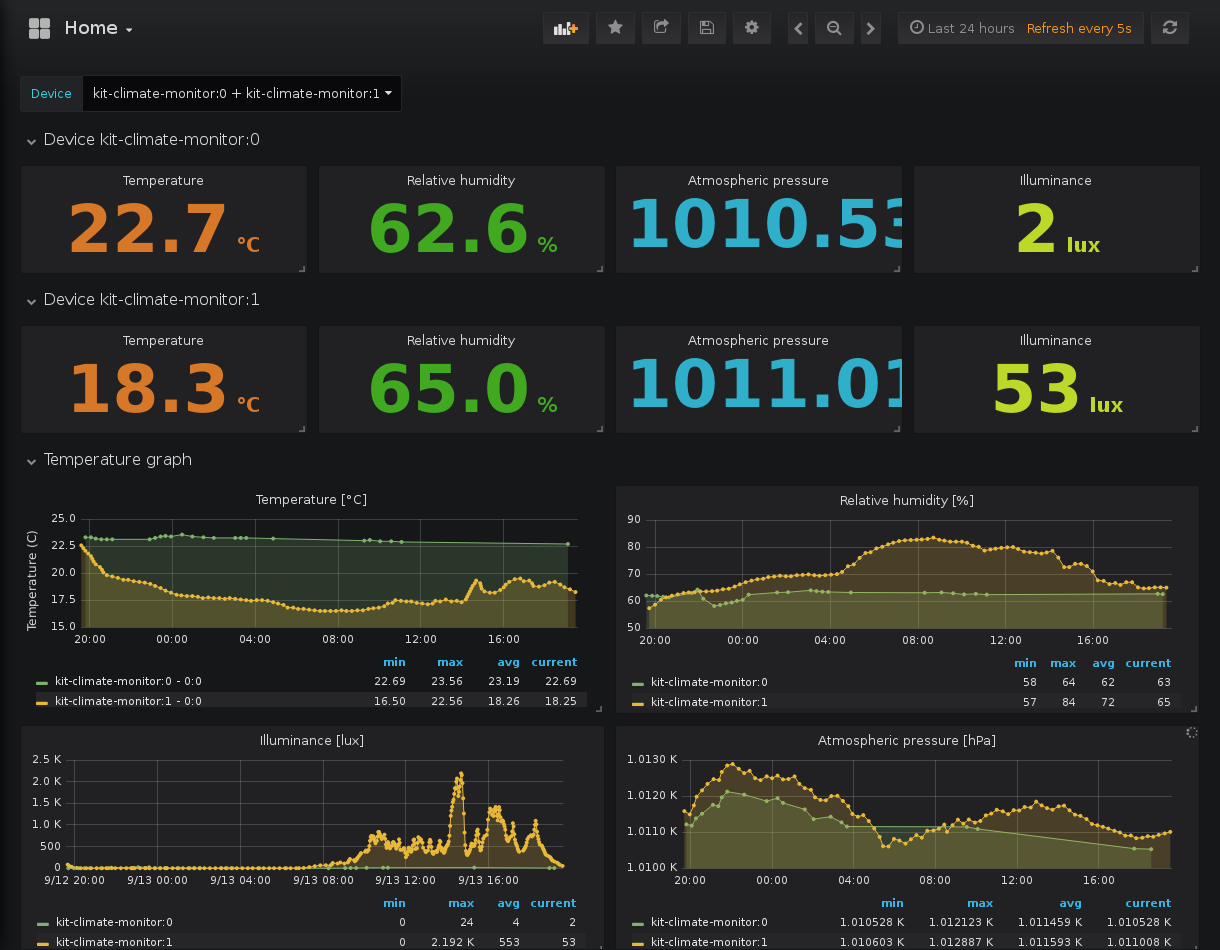 Home
Last 24 hours Refresh every 5s
Device kit-climate-monitor:0 + kit-climate-monitor:1
Device kit-climate-monitor:0
Temperature Relative humidity Atmospheric pressure Illuminance
22.7 °C 62.6 % 1010.53 2 lux
Device kit-climate-monitor:1
Temperature Relative humidity Atmospheric pressure Illuminance
18.3 °C 65.0 % 1011.01 53 lux
Temperature graph
Temperature [°C]
Temperature (C)
25.0
22.5
20.0
17.5
15.0
20:00 00:00 04:00 08:00 12:00 16:00
min max avg current
kit-climate-monitor:0 - 0:0 22.69 23.56 23.19 22.69
kit-climate-monitor:1 - 0:0 16.50 22.56 18.26 18.25
Relative humidity [%]
90
80
70
60
50
20:00 00:00 04:00 08:00 12:00 16:00
min max avg current
kit-climate-monitor:0 58 64 62 63
kit-climate-monitor:1 57 84 72 65
Illuminance [lux]
2.5 K
2.0 K
1.5 K
1.0 K
500
0
9/12 20:00 9/13 00:00 9/13 04:00 9/13 08:00 9/13 12:00 9/13 16:00
min max avg current
kit-climate-monitor:0 0 24 4 2
kit-climate-monitor:1 0 2.192 K 553 53
Atmospheric pressure [hPa]
1.0130 K
1.0120 K
1.0110 K
1.0100 K
20:00 00:00 04:00 08:00 12:00 16:00
min max avg current
kit-climate-monitor:0 1.010528 K 1.012123 K 1.011459 K 1.010528 K
kit-climate-monitor:1 1.010603 K 1.012887 K 1.011593 K 1.011008 K